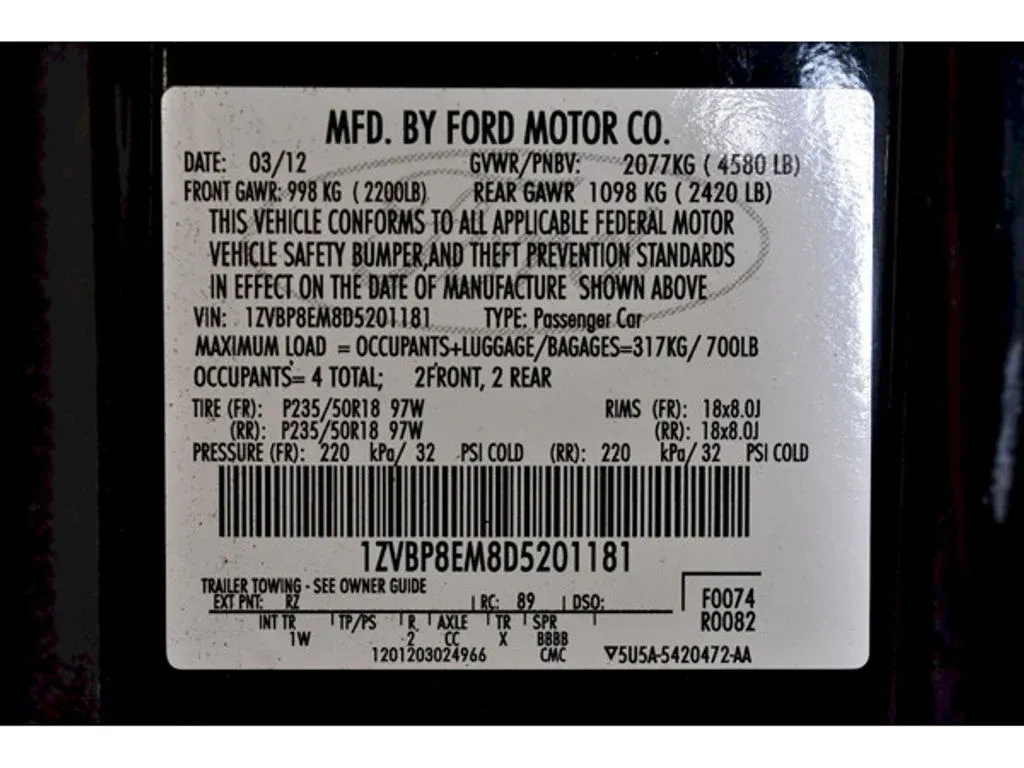 MFD. BY FORD MOTOR CO.
DATE: 03/12 GVWR/PNBV: 2077KG ( 4580 LB)
FRONT GAWR: 998 KG ( 2200LB) REAR GAWR 1098 KG ( 2420 LB)
THIS VEHICLE CONFORMS TO ALL APPLICABLE FEDERAL MOTOR
VEHICLE SAFETY BUMPER,AND THEFT PREVENTION STANDARDS
IN EFFECT ON THE DATE OF MANUFACTURE SHOWN ABOVE
VIN: 1ZVBP8EM8D5201181 TYPE: Passenger Car
MAXIMUM LOAD = OCCUPANTS+LUGGAGE/BAGAGES=317KG/ 700LB
OCCUPANTS= 4 TOTAL; 2FRONT, 2 REAR
TIRE (FR): P235/50R18 97W RIMS (FR): 18x8.0J
(RR): P235/50R18 97W (RR): 18x8.0J
PRESSURE (FR): 220 kPa/ 32 PSI COLD (RR): 220 kPa/ 32 PSI COLD
1ZVBP8EM8D5201181
TRAILER TOWING - SEE OWNER GUIDE
EXT PNT: RZ RC: 89 DSO: F0074
INT TR TP/PS R AXLE TR SPR R0082
1W 2 CC X BBBB
1201203024966 CMC 5U5A-5420472-AA